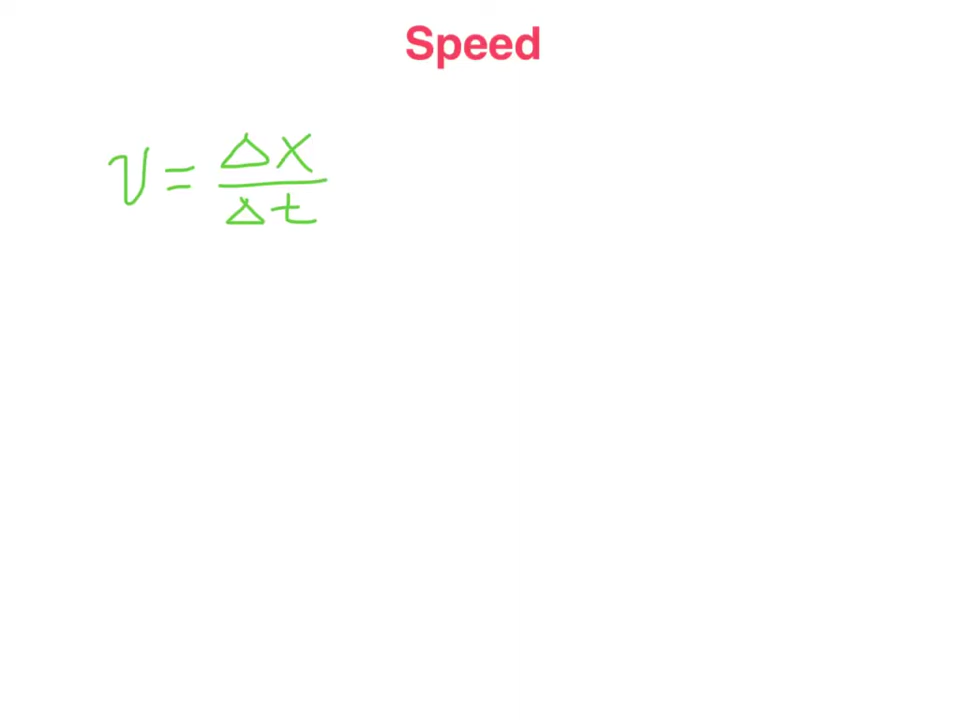 Speed
v = Δx / Δt